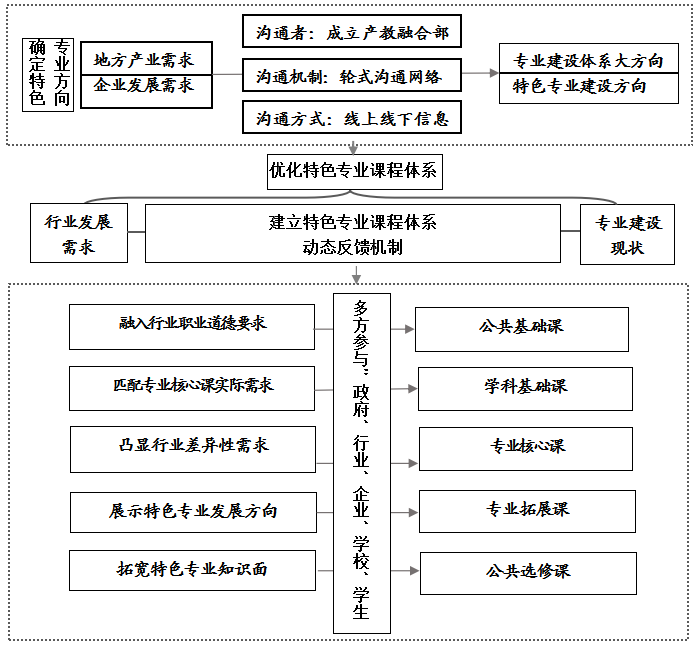 确定特色
专业方向
地方产业需求
企业发展需求
沟通者：成立产教融合部
沟通机制：轮式沟通网络
沟通方式：线上线下信息
专业建设体系大方向
特色专业建设方向
优化特色专业课程体系
行业发展
需求
建立特色专业课程体系
动态反馈机制
专业建设
现状
融入行业职业道德要求
匹配专业核心课实际需求
凸显行业差异性需求
展示特色专业发展方向
拓宽特色专业知识面
多方参与：政府、行业、企业、学校、学生
公共基础课
学科基础课
专业核心课
专业拓展课
公共选修课